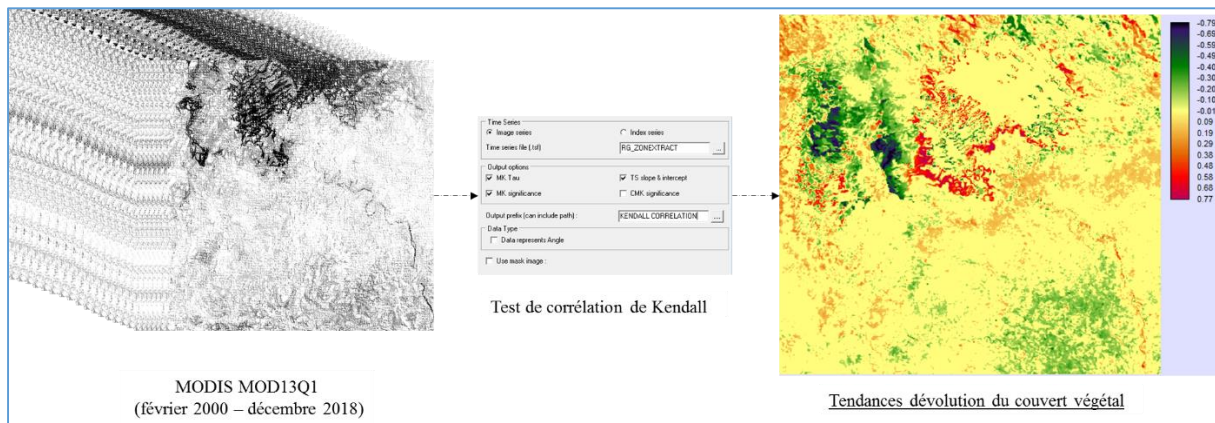 MODIS MOD13Q1
(février 2000 – décembre 2018)
Time Series
Image series
Index series
Time series file (.tsf)
RG_ZONEXTRACT
...
Output options
MK Tau
TS slope & intercept
MK significance
CMK significance
Output prefix (can include path) :
KENDALL CORRELATION
...
Data Type
Data represents Angle
Use mask image :
Test de corrélation de Kendall
-0.79
-0.69
-0.59
-0.49
-0.40
-0.30
-0.20
-0.10
0.09
0.19
0.29
0.38
0.48
0.58
0.68
0.77
Tendances dévolution du couvert végétal